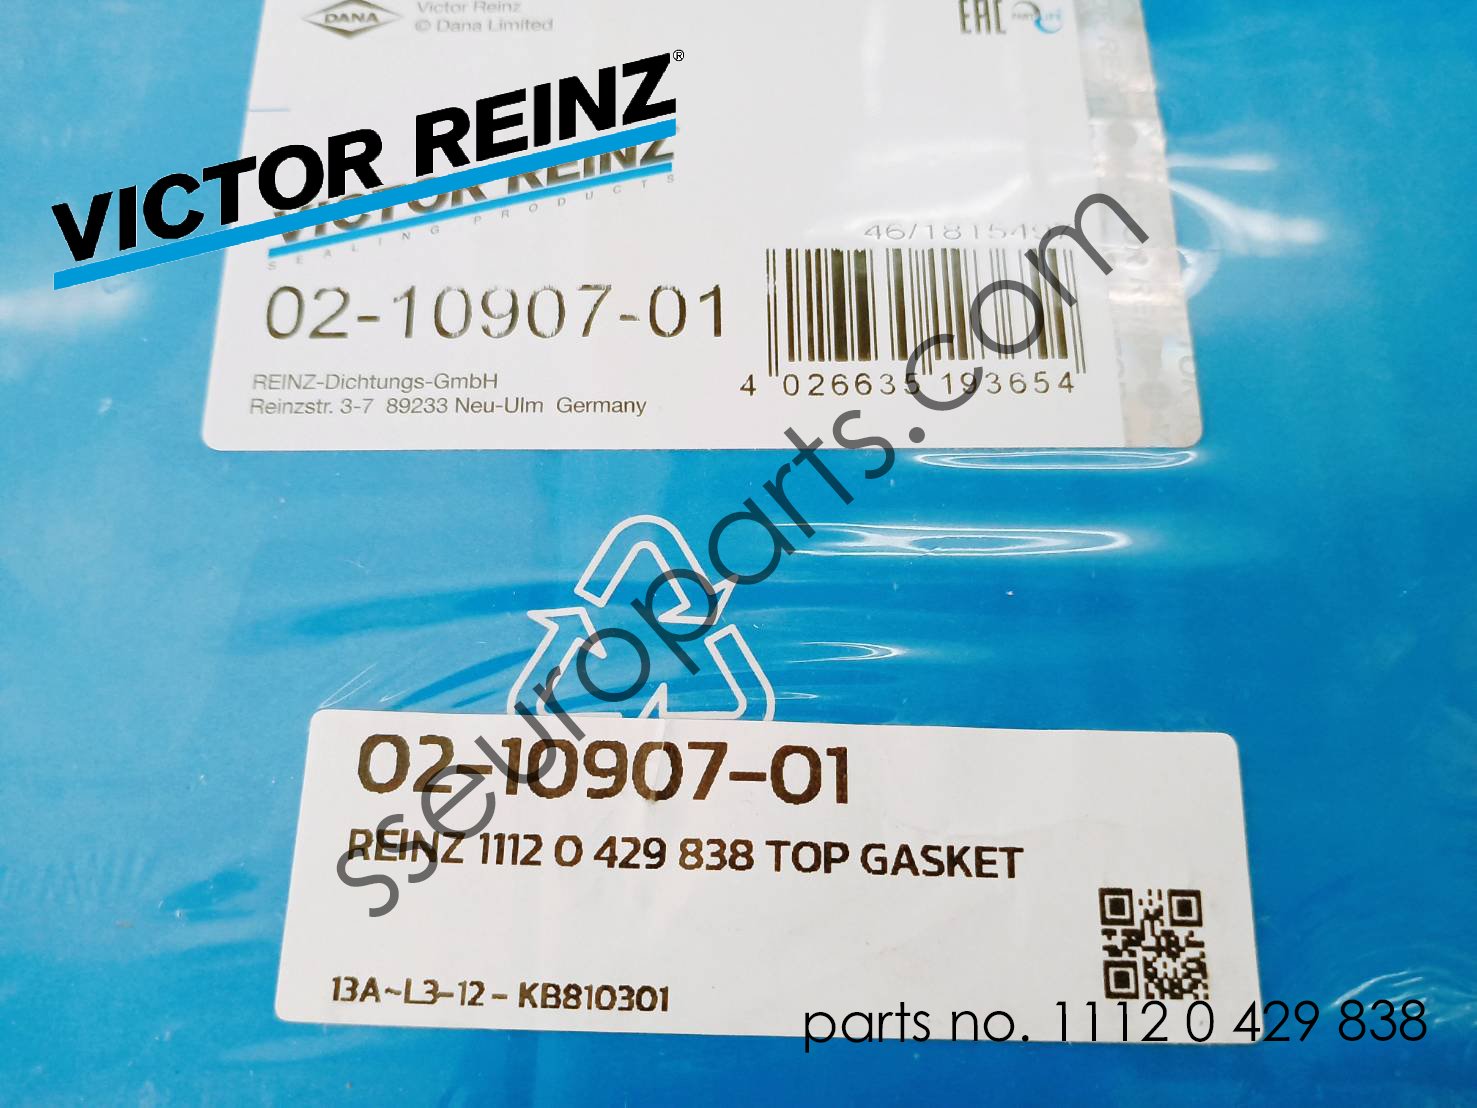 DANA
Victor Reinz
© Dana Limited
EAC
VICTOR REINZ®
VICTOR REINZ
SEALING PRODUCTS
02-10907-01
4 026635 193654
REINZ-Dichtungs-GmbH
Reinzstr. 3-7 89233 Neu-Ulm Germany
sseuroparts.com
02-10907-01
REINZ 1112 0 429 838 TOP GASKET
13A-L3-12-KB810301
parts no. 1112 0 429 838